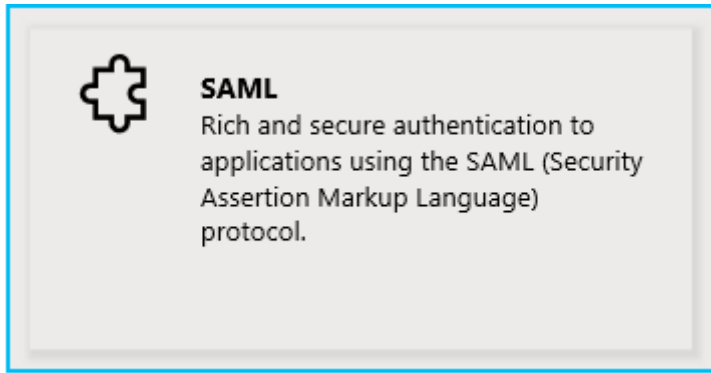 SAML
Rich and secure authentication to
applications using the SAML (Security
Assertion Markup Language)
protocol.